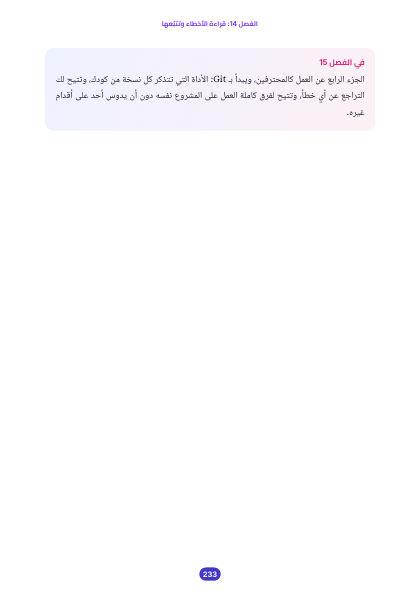 الفصل 14: قراءة الأخطاء وتتبّعها
في الفصل 15
الجزء الرابع عن العمل كالمحترفين، ويبدأ بـ Git: الأداة التي تتذكر كل نسخة من كودك، وتتيح لك
التراجع عن أي خطأ، وتتيح لفرقٍ كاملة العمل على المشروع نفسه دون أن يدوس أحد على أقدام
غيره.
233